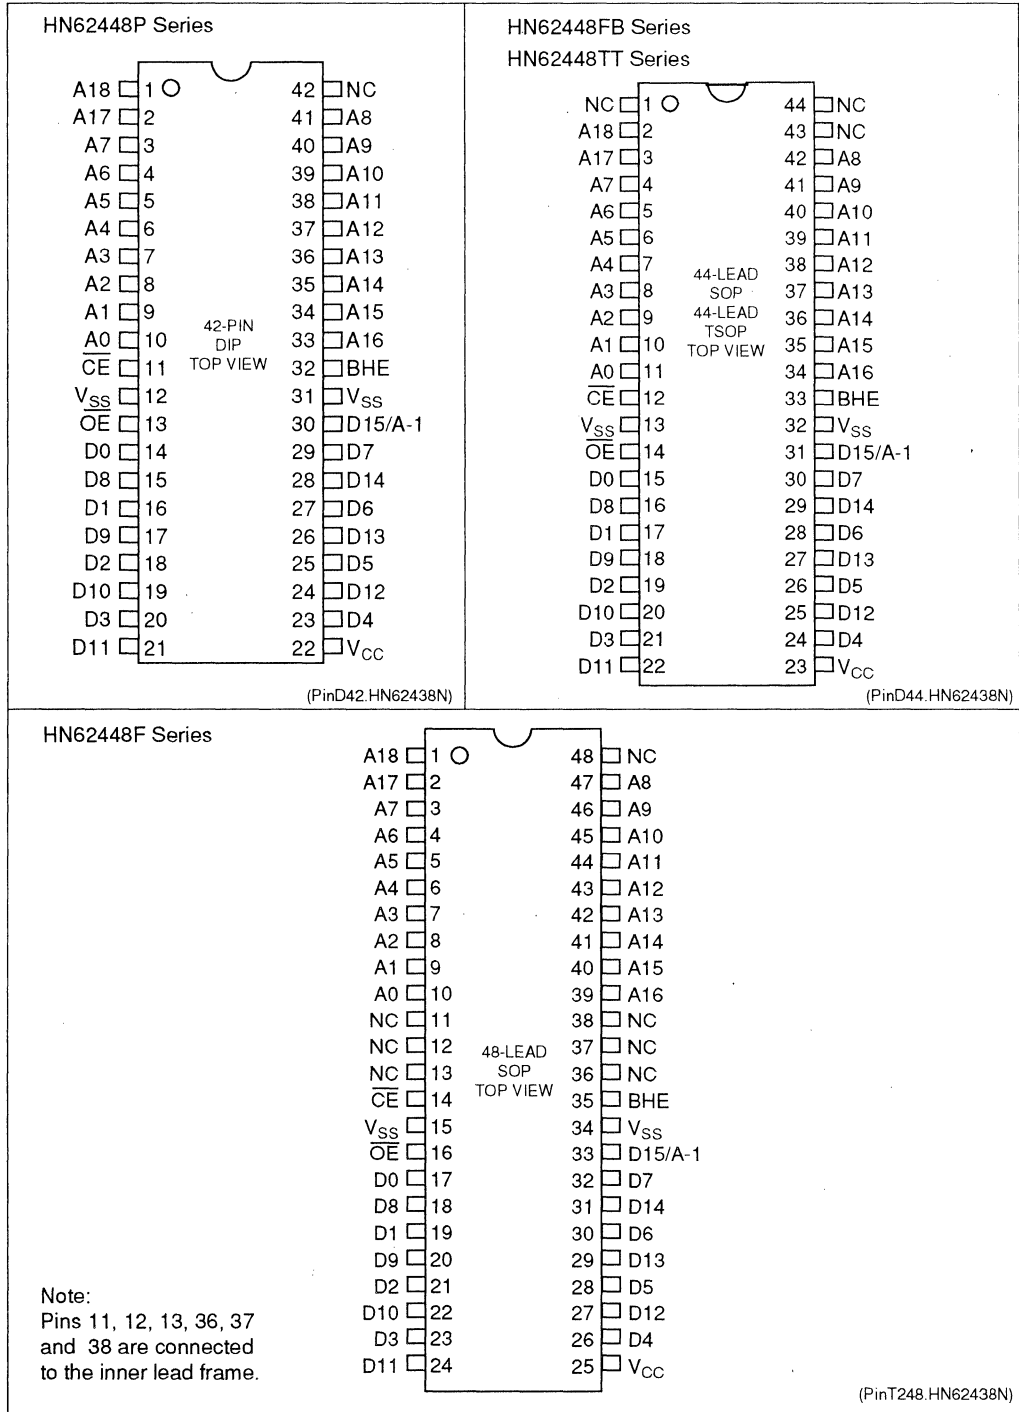 HN62448P Series
A18 1 42 NC
A17 2 41 A8
A7 3 40 A9
A6 4 39 A10
A5 5 38 A11
A4 6 37 A12
A3 7 36 A13
A2 8 35 A14
A1 9 34 A15
A0 10 33 A16
CE 11 32 BHE
VSS 12 31 VSS
OE 13 30 D15/A-1
D0 14 29 D7
D8 15 28 D14
D1 16 27 D6
D9 17 26 D13
D2 18 25 D5
D10 19 24 D12
D3 20 23 D4
D11 21 22 VCC
42-PIN
DIP
TOP VIEW
(PinD42.HN62438N)
HN62448FB Series
HN62448TT Series
NC 1 44 NC
A18 2 43 NC
A17 3 42 A8
A7 4 41 A9
A6 5 40 A10
A5 6 39 A11
A4 7 38 A12
A3 8 37 A13
A2 9 36 A14
A1 10 35 A15
A0 11 34 A16
CE 12 33 BHE
VSS 13 32 VSS
OE 14 31 D15/A-1
D0 15 30 D7
D8 16 29 D14
D1 17 28 D6
D9 18 27 D13
D2 19 26 D5
D10 20 25 D12
D3 21 24 D4
D11 22 23 VCC
44-LEAD
SOP
44-LEAD
TSOP
TOP VIEW
(PinD44.HN62438N)
HN62448F Series
A18 1 48 NC
A17 2 47 A8
A7 3 46 A9
A6 4 45 A10
A5 5 44 A11
A4 6 43 A12
A3 7 42 A13
A2 8 41 A14
A1 9 40 A15
A0 10 39 A16
NC 11 38 NC
NC 12 37 NC
NC 13 36 NC
CE 14 35 BHE
VSS 15 34 VSS
OE 16 33 D15/A-1
D0 17 32 D7
D8 18 31 D14
D1 19 30 D6
D9 20 29 D13
D2 21 28 D5
D10 22 27 D12
D3 23 26 D4
D11 24 25 VCC
48-LEAD
SOP
TOP VIEW
Note:
Pins 11, 12, 13, 36, 37
and 38 are connected
to the inner lead frame.
(PinT248.HN62438N)